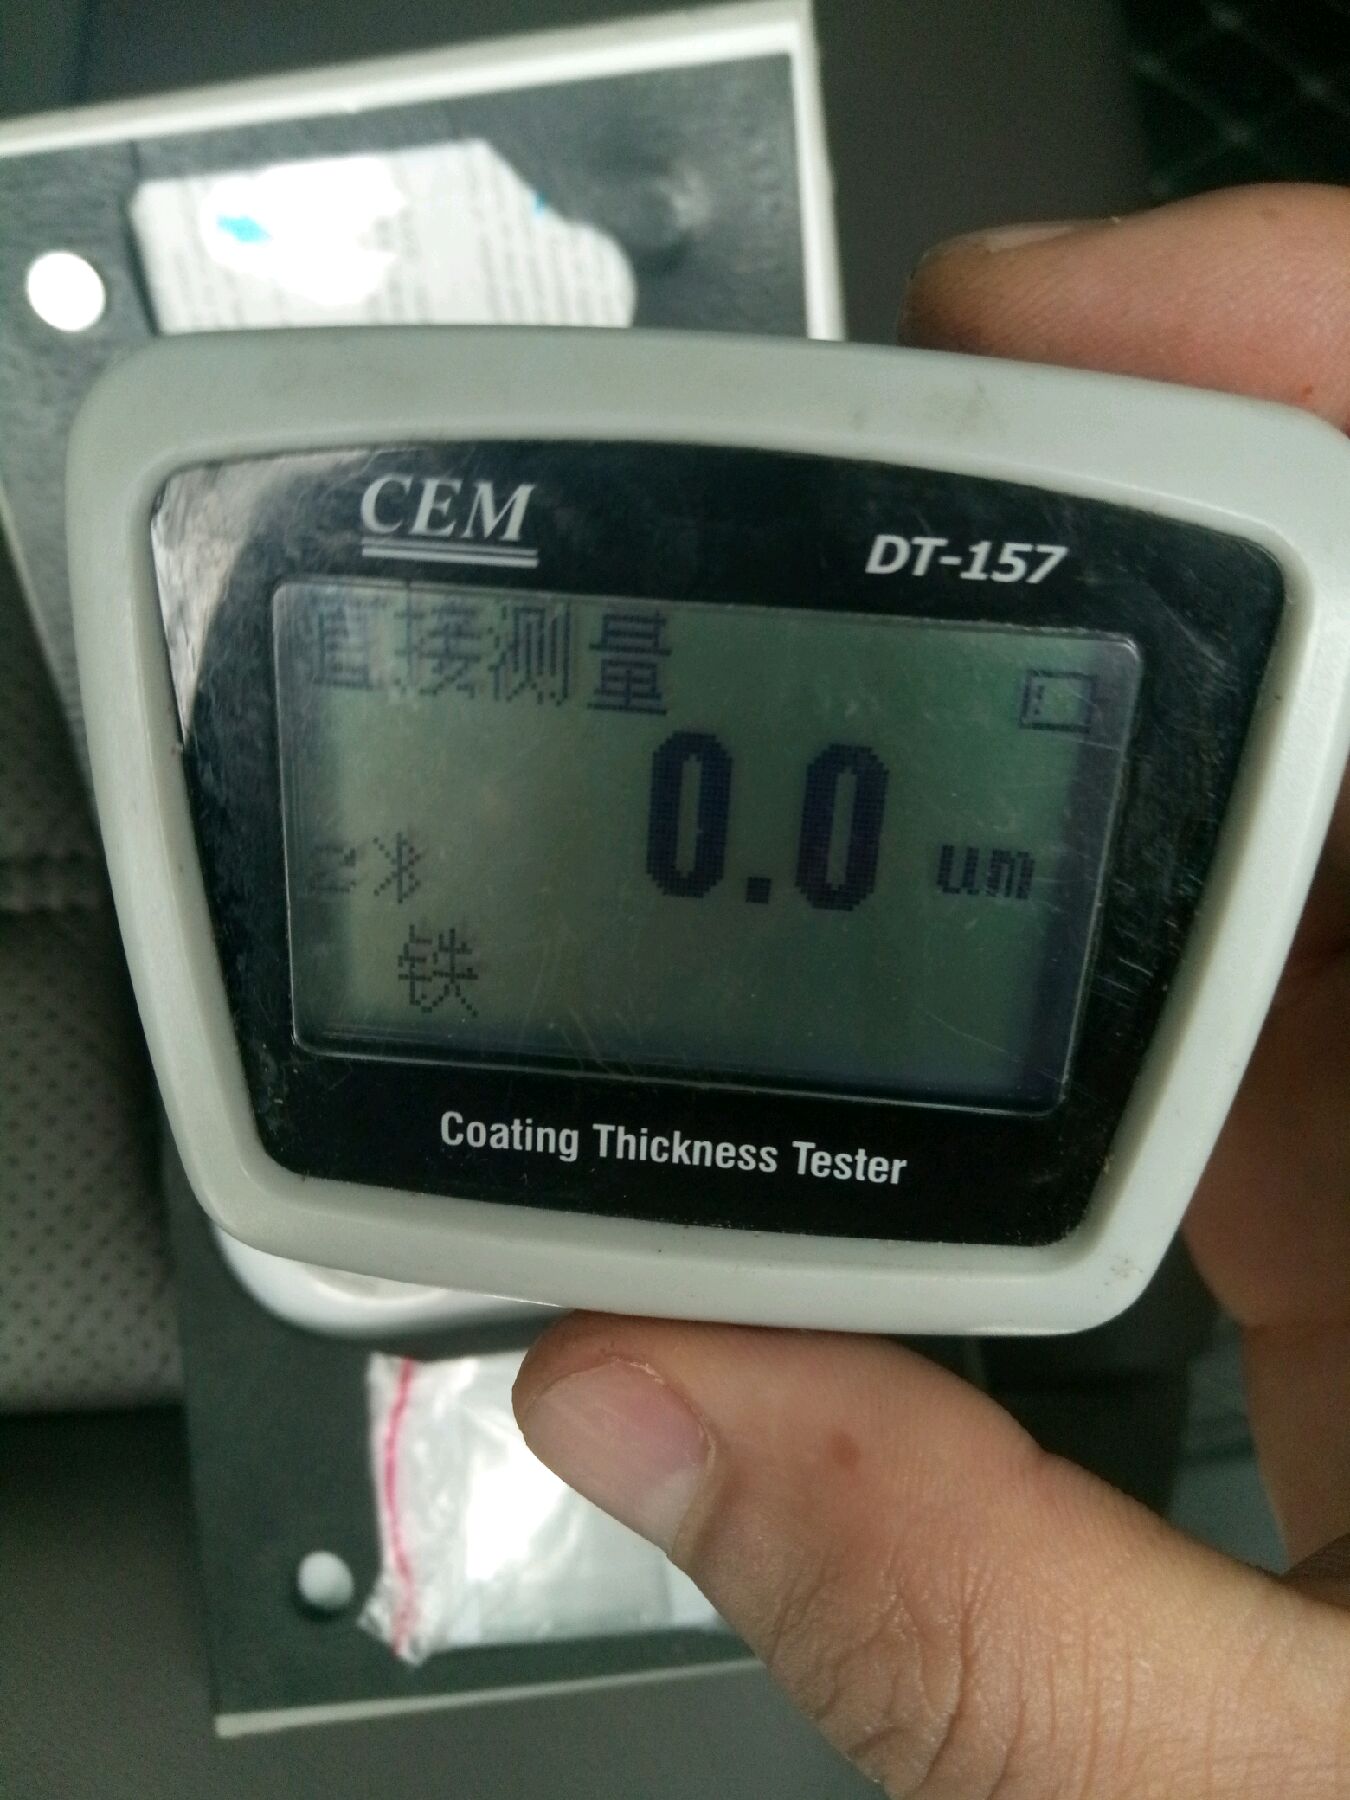 CEM
DT-157
直接测量
0.0 um
铁
Coating Thickness Tester